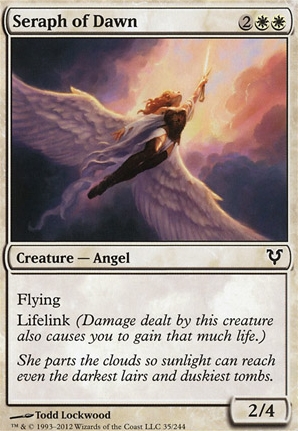 Seraph of Dawn 2
Creature — Angel
Flying
Lifelink (Damage dealt by this creature
also causes you to gain that much life.)
She parts the clouds so sunlight can reach
even the darkest lairs and duskiest tombs.
2/4
Todd Lockwood
™ & © 1993–2012 Wizards of the Coast LLC 35/244